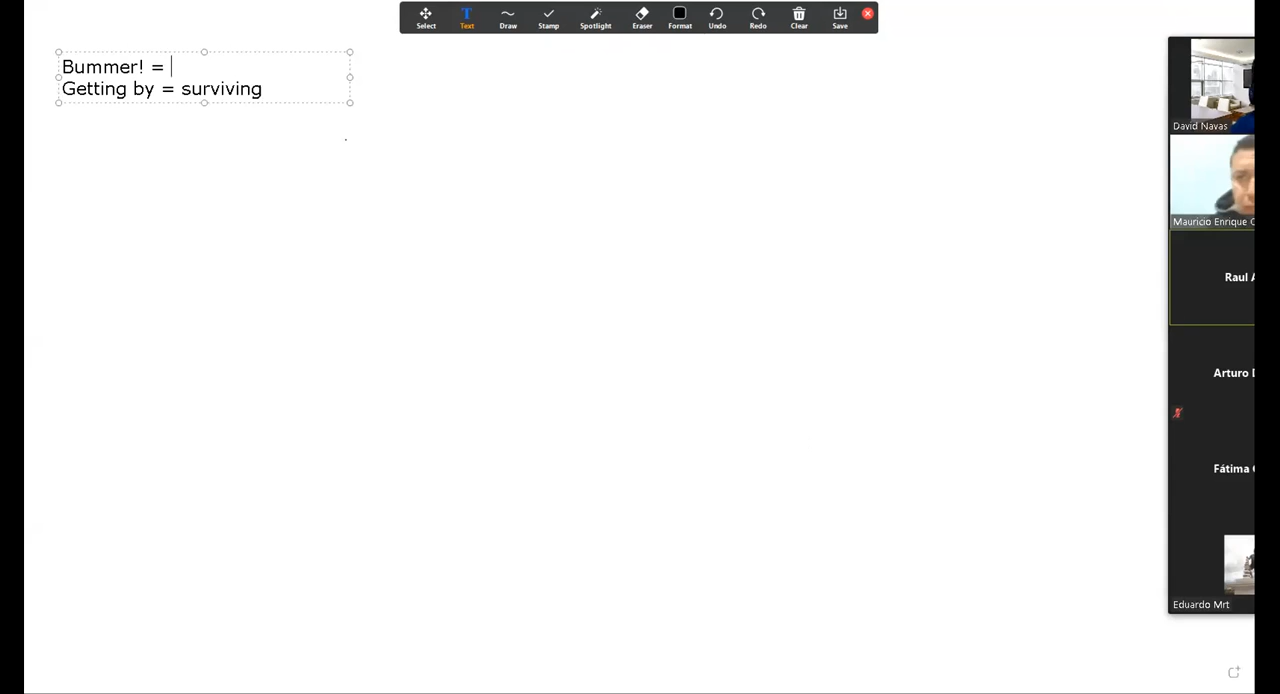 Select
Text
Draw
Stamp
Spotlight
Eraser
Format
Undo
Redo
Clear
Save
Bummer! =
Getting by = surviving
David Navas
Mauricio Enrique
Raul
Arturo
Fátima
Eduardo Mrt